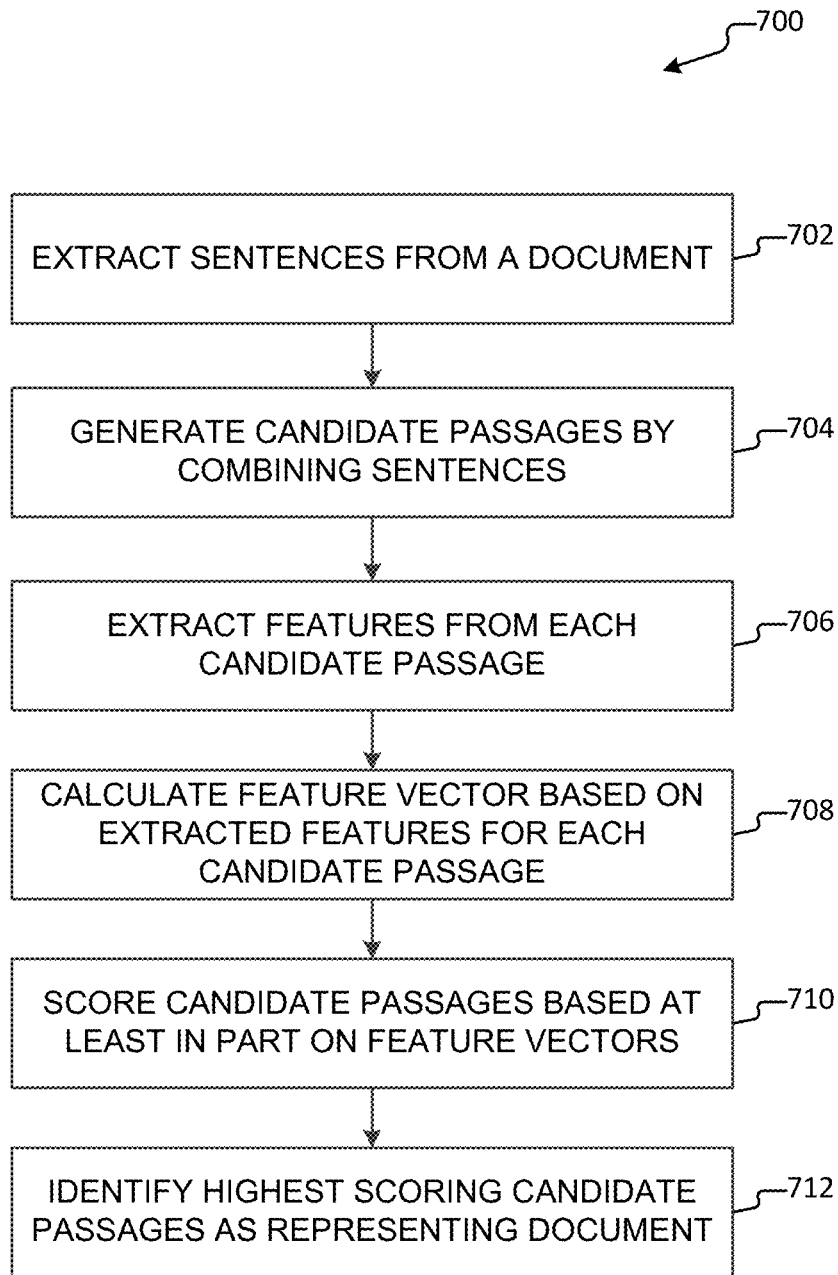 700
EXTRACT SENTENCES FROM A DOCUMENT
702
GENERATE CANDIDATE PASSAGES BY
COMBINING SENTENCES
704
EXTRACT FEATURES FROM EACH
CANDIDATE PASSAGE
706
CALCULATE FEATURE VECTOR BASED ON
EXTRACTED FEATURES FOR EACH
CANDIDATE PASSAGE
708
SCORE CANDIDATE PASSAGES BASED AT
LEAST IN PART ON FEATURE VECTORS
710
IDENTIFY HIGHEST SCORING CANDIDATE
PASSAGES AS REPRESENTING DOCUMENT
712